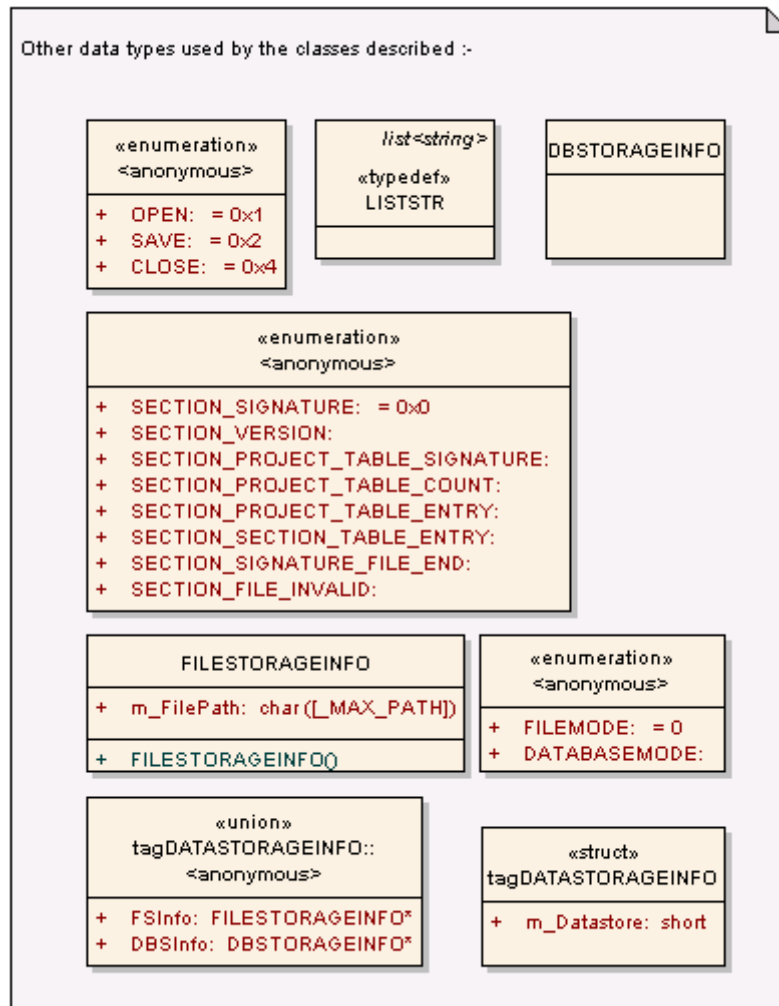 Other data types used by the classes described :-
«enumeration»
<anonymous>
+ OPEN: = 0x1
+ SAVE: = 0x2
+ CLOSE: = 0x4
list<string>
«typedef»
LISTSTR
DBSTORAGEINFO
«enumeration»
<anonymous>
+ SECTION_SIGNATURE: = 0x0
+ SECTION_VERSION:
+ SECTION_PROJECT_TABLE_SIGNATURE:
+ SECTION_PROJECT_TABLE_COUNT:
+ SECTION_PROJECT_TABLE_ENTRY:
+ SECTION_SECTION_TABLE_ENTRY:
+ SECTION_SIGNATURE_FILE_END:
+ SECTION_FILE_INVALID:
FILESTORAGEINFO
+ m_FilePath: char([_MAX_PATH])
+ FILESTORAGEINFO()
«enumeration»
<anonymous>
+ FILEMODE: = 0
+ DATABASEMODE:
«union»
tagDATASTORAGEINFO::
<anonymous>
+ FSInfo: FILESTORAGEINFO*
+ DBSInfo: DBSTORAGEINFO*
«struct»
tagDATASTORAGEINFO
+ m_Datastore: short